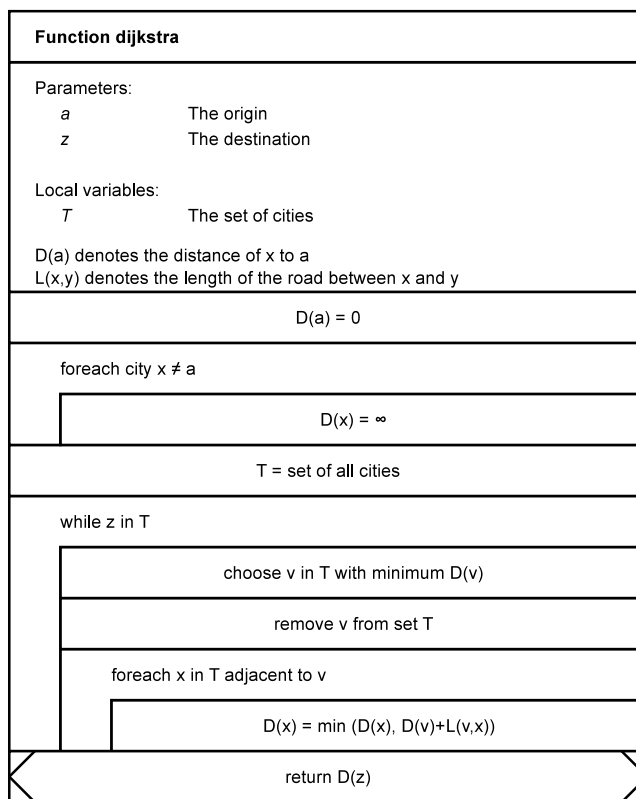 Function dijkstra
Parameters:
a The origin
z The destination
Local variables:
T The set of cities
D(a) denotes the distance of x to a
L(x,y) denotes the length of the road between x and y
D(a) = 0
foreach city x ≠ a
D(x) = ∞
T = set of all cities
while z in T
choose v in T with minimum D(v)
remove v from set T
foreach x in T adjacent to v
D(x) = min (D(x), D(v)+L(v,x))
return D(z)